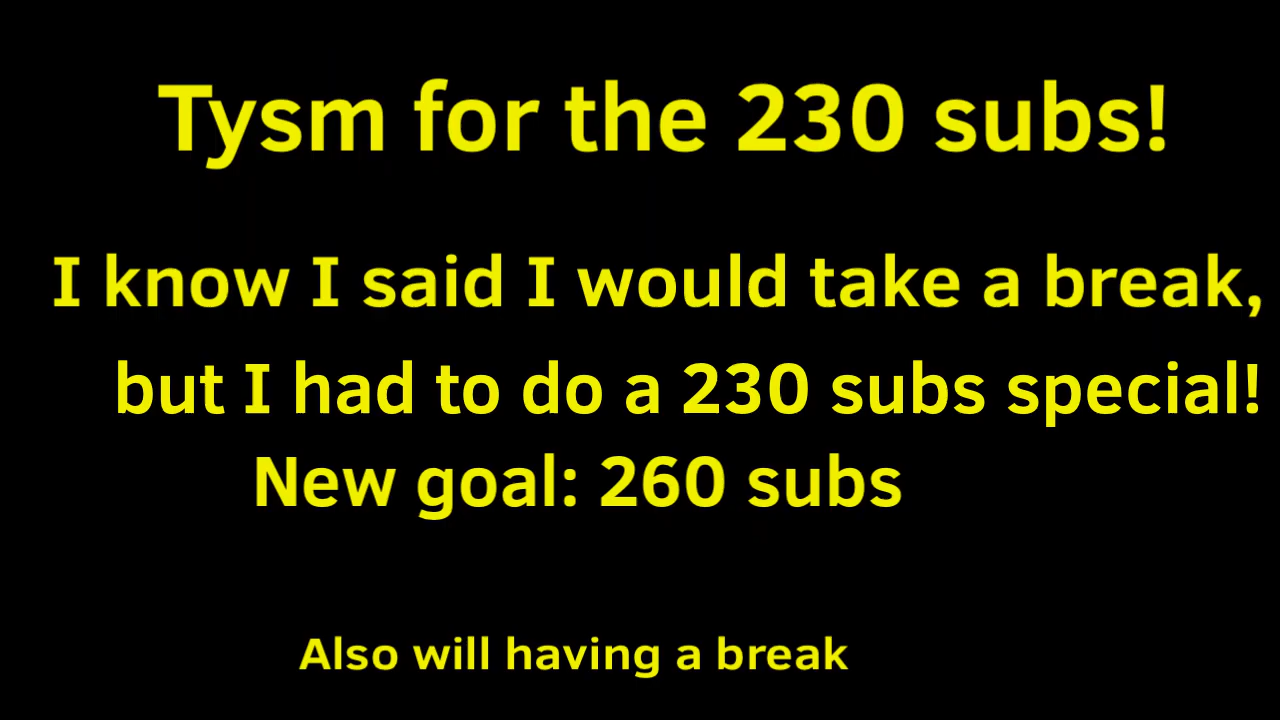 Tysm for the 230 subs!
I know I said I would take a break,
but I had to do a 230 subs special!
New goal: 260 subs
Also will having a break